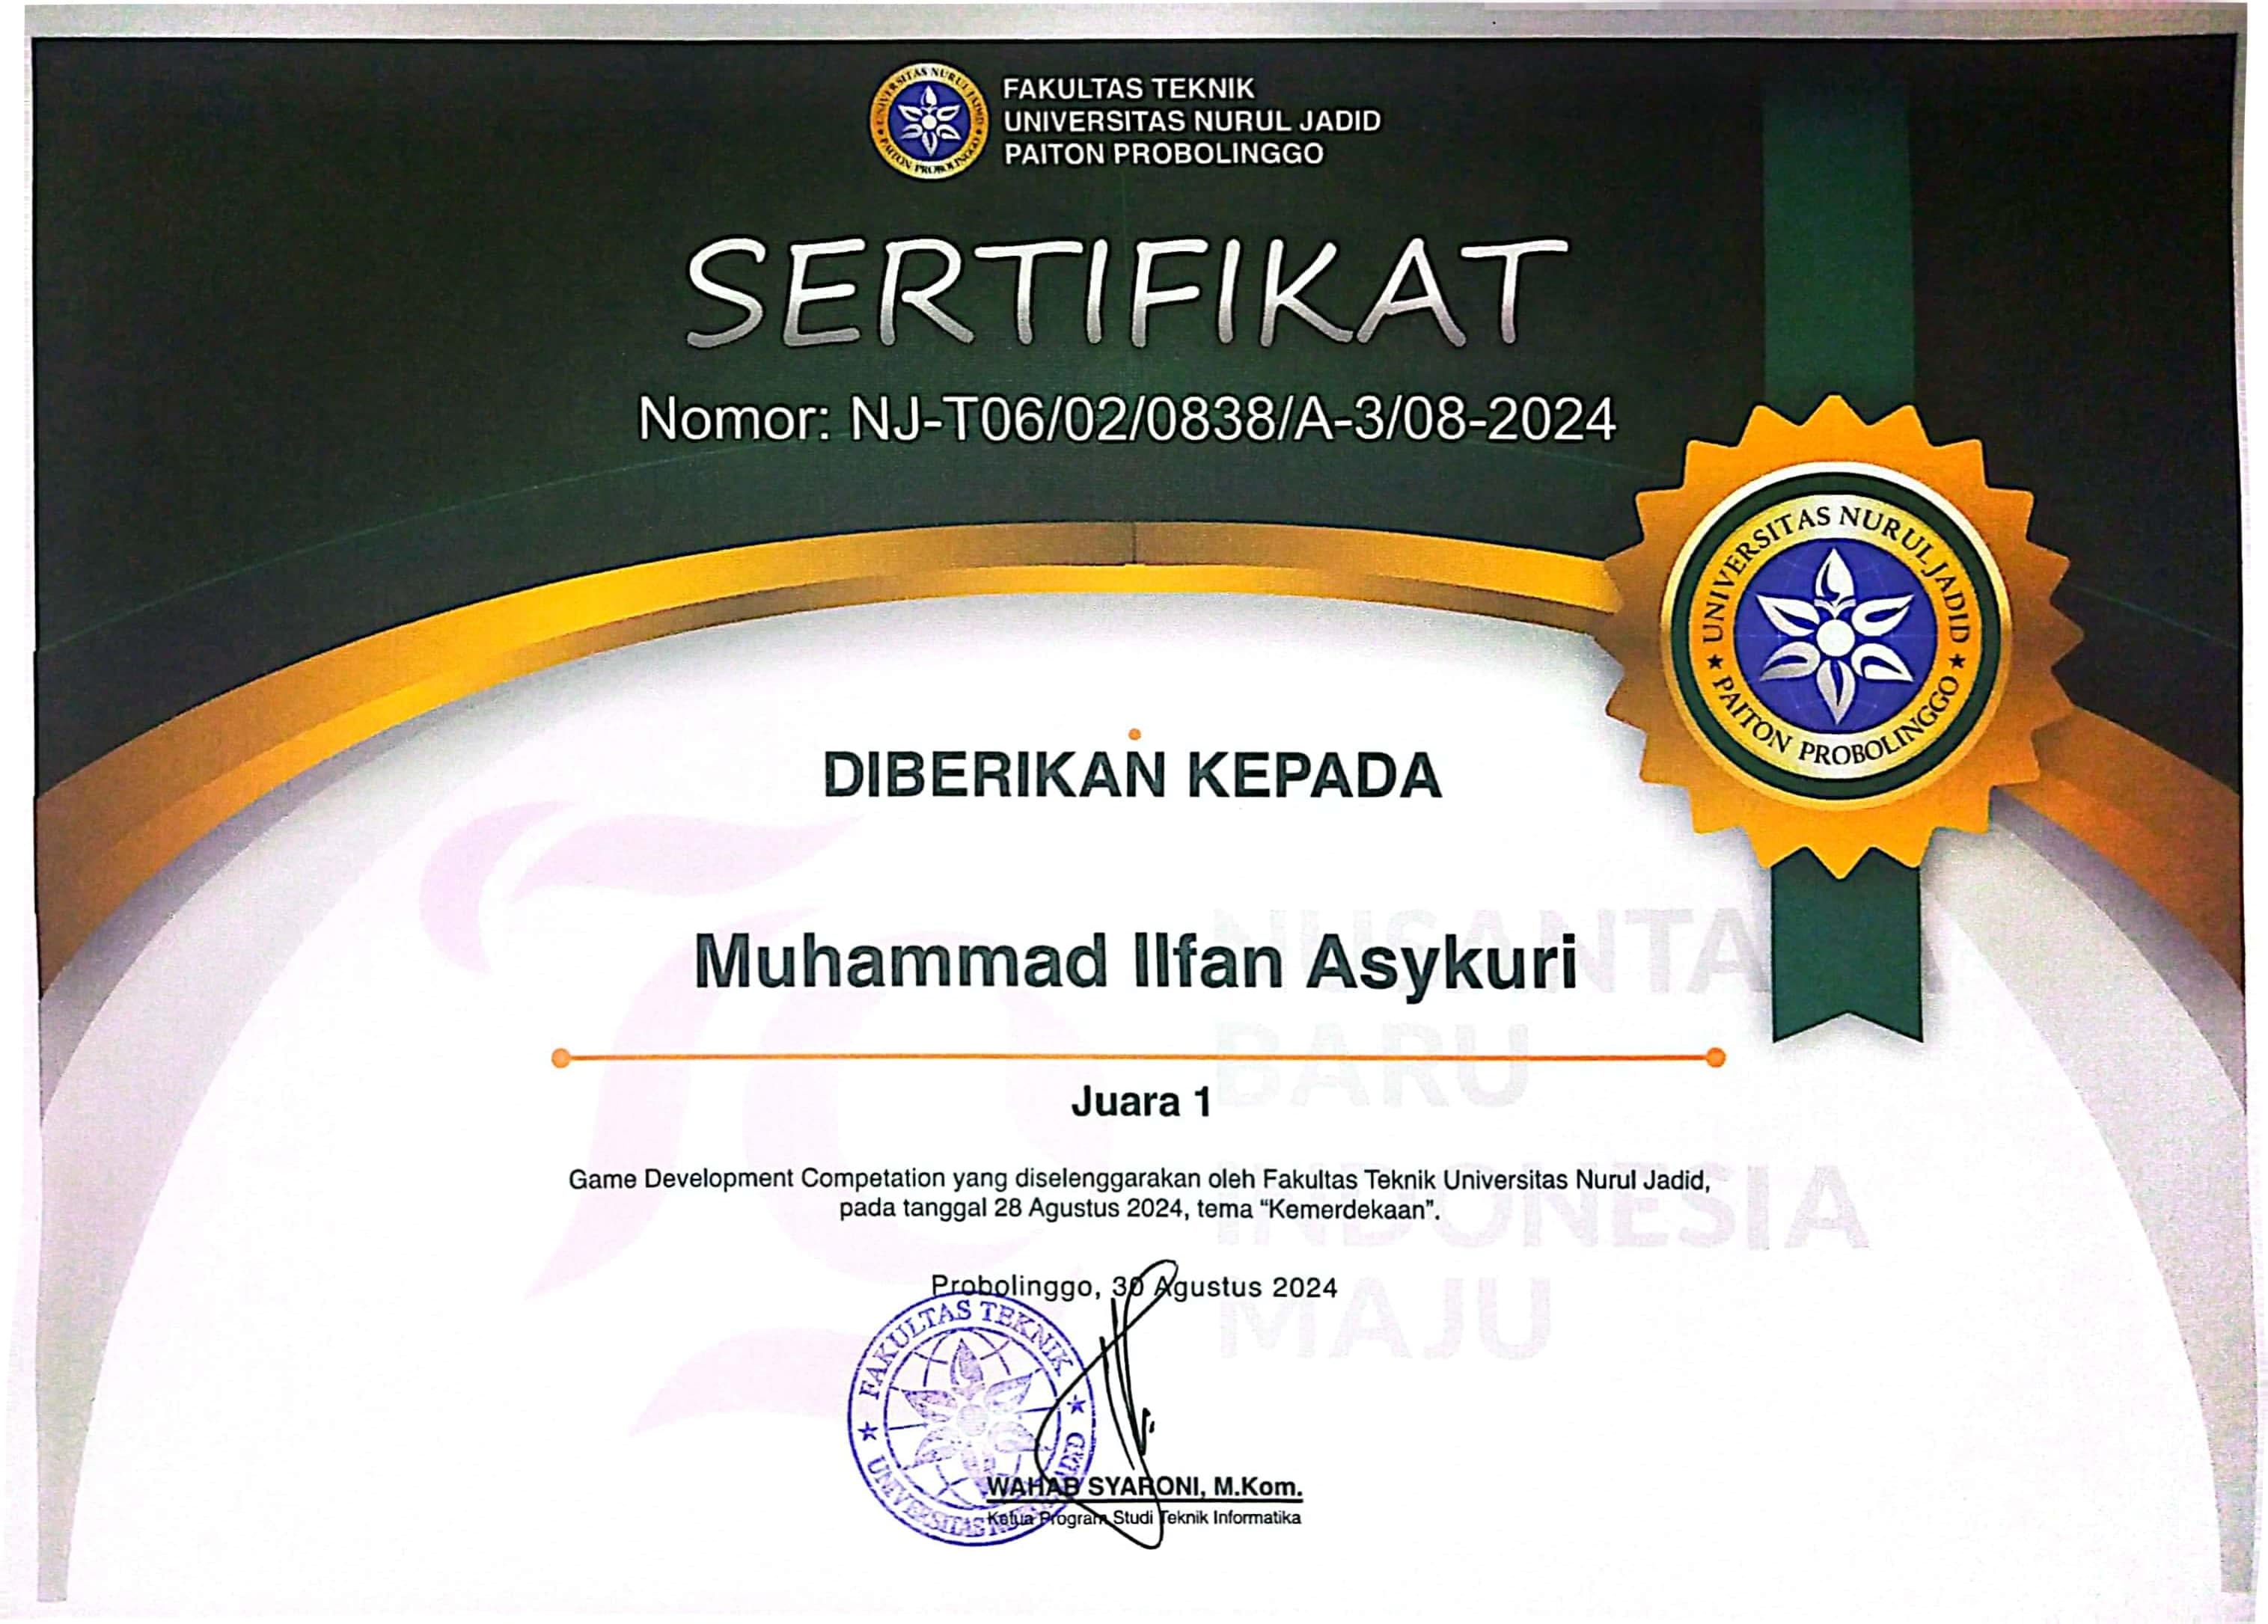 FAKULTAS TEKNIK
UNIVERSITAS NURUL JADID
PAITON PROBOLINGGO
UNIVERSITAS NURUL JADID
PAITON PROBOLINGGO
SERTIFIKAT
Nomor: NJ-T06/02/0838/A-3/08-2024
UNIVERSITAS NURUL JADID
PAITON PROBOLINGGO
DIBERIKAN KEPADA
Muhammad Ilfan Asykuri
Juara 1
Game Development Competation yang diselenggarakan oleh Fakultas Teknik Universitas Nurul Jadid,
pada tanggal 28 Agustus 2024, tema “Kemerdekaan”.
BARU
INDONESIA
MAJU
Probolinggo, 30 Agustus 2024
FAKULTAS TEKNIK
UNIVERSITAS
WAHAB SYARONI, M.Kom.
Ketua Program Studi Teknik Informatika